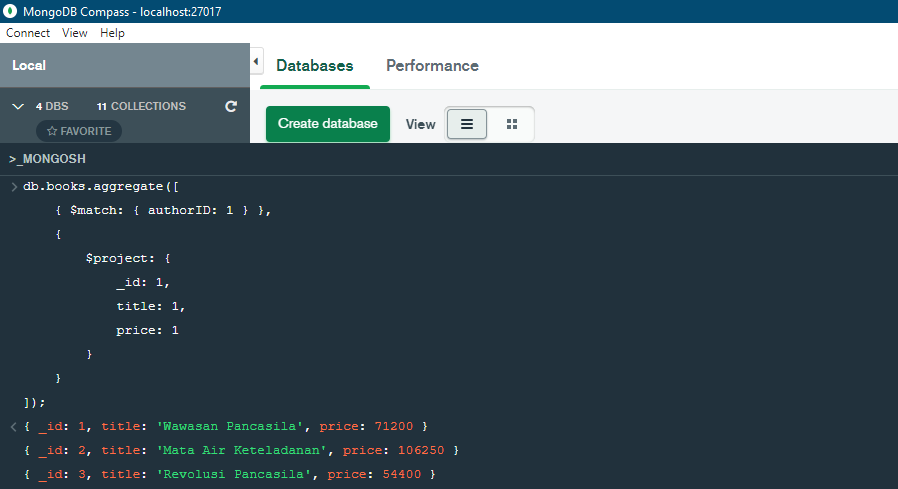 MongoDB Compass - localhost:27017
Connect View Help
Local
Databases Performance
4 DBS 11 COLLECTIONS
FAVORITE
Create database View
>_MONGOSH
> db.books.aggregate([
{ $match: { authorID: 1 } },
{
$project: {
_id: 1,
title: 1,
price: 1
}
}
]);
< { _id: 1, title: 'Wawasan Pancasila', price: 71200 }
{ _id: 2, title: 'Mata Air Keteladanan', price: 106250 }
{ _id: 3, title: 'Revolusi Pancasila', price: 54400 }